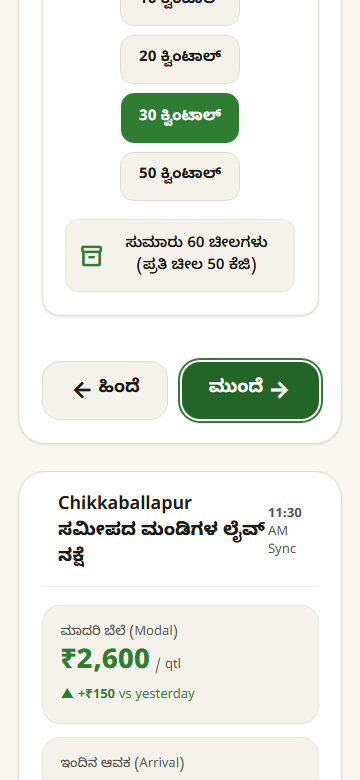 20 ಕ್ವಿಂಟಾಲ್
30 ಕ್ವಿಂಟಾಲ್
50 ಕ್ವಿಂಟಾಲ್
ಸುಮಾರು 60 ಚೀಲಗಳು
(ಪ್ರತಿ ಚೀಲ 50 ಕೆಜಿ)
← ಹಿಂದೆ
ಮುಂದೆ →
Chikkaballapur
ಸಮೀಪದ ಮಂಡಿಗಳ ಲೈವ್
ನಕ್ಷೆ
11:30
AM
Sync
ಮಾದರಿ ಬೆಲೆ (Modal)
₹2,600 / qtl
▲ +₹150 vs yesterday
ಇಂದಿನ ಆವಕ (Arrival)